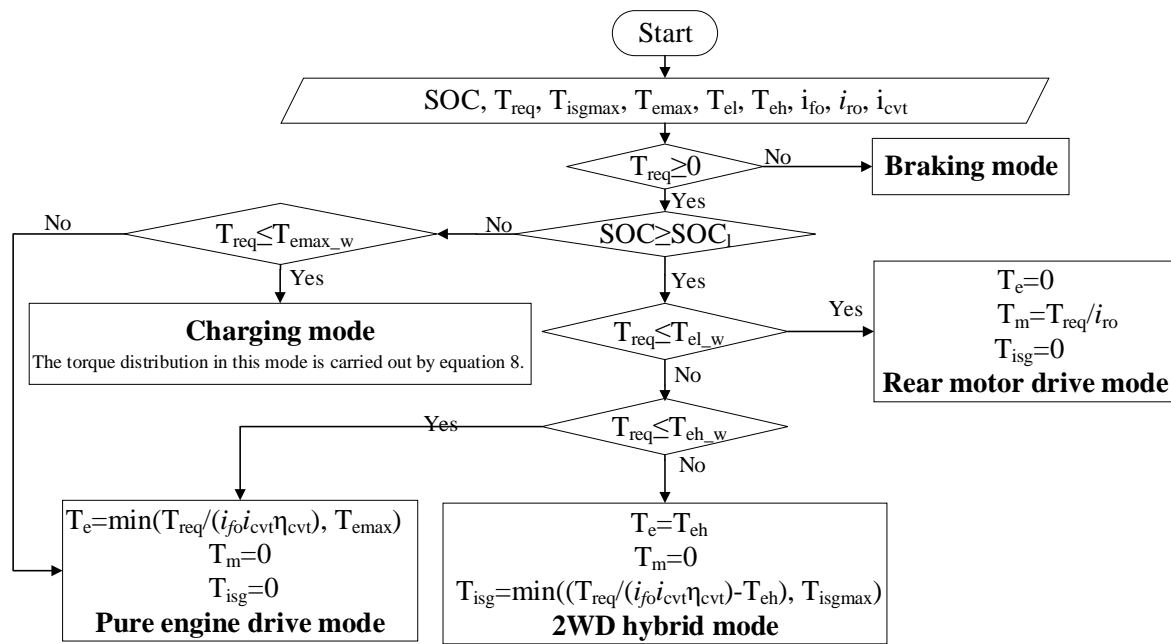 Start
SOC, T_req, T_isgmax, T_emax, T_el, T_eh, i_fo, i_ro, i_cvt
T_req≥0
No
Braking mode
Yes
No
T_req≤T_emax_w
No
SOC≥SOC_l
Yes
Yes
Charging mode
The torque distribution in this mode is carried out by equation 8.
T_req≤T_el_w
Yes
T_e=0
T_m=T_req/i_ro
T_isg=0
Rear motor drive mode
No
Yes
T_req≤T_eh_w
No
T_e=min(T_req/(i_fo i_cvt η_cvt), T_emax)
T_m=0
T_isg=0
Pure engine drive mode
T_e=T_eh
T_m=0
T_isg=min((T_req/(i_fo i_cvt η_cvt)-T_eh), T_isgmax)
2WD hybrid mode